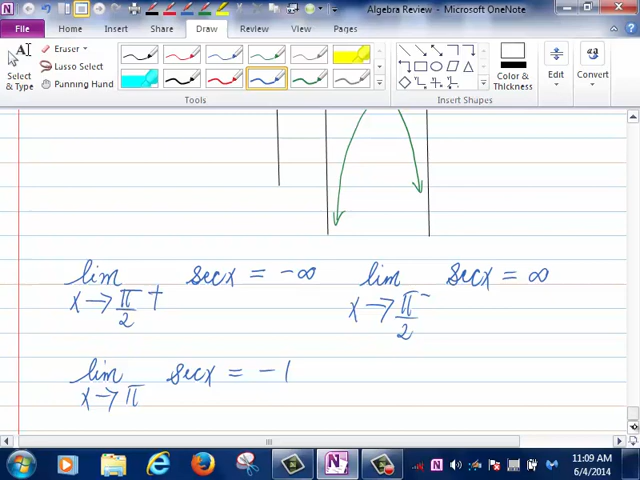 Algebra Review - OneNote
File Home Insert Share Draw Review View Pages
Eraser
Lasso Select
Panning Hand
Select & Type
Color & Thickness
Edit
Convert
Tools Insert Shapes
lim x→π/2+ sec x = -∞ lim x→π/2- sec x = ∞
lim x→π sec x = -1
11:09 AM
6/4/2014